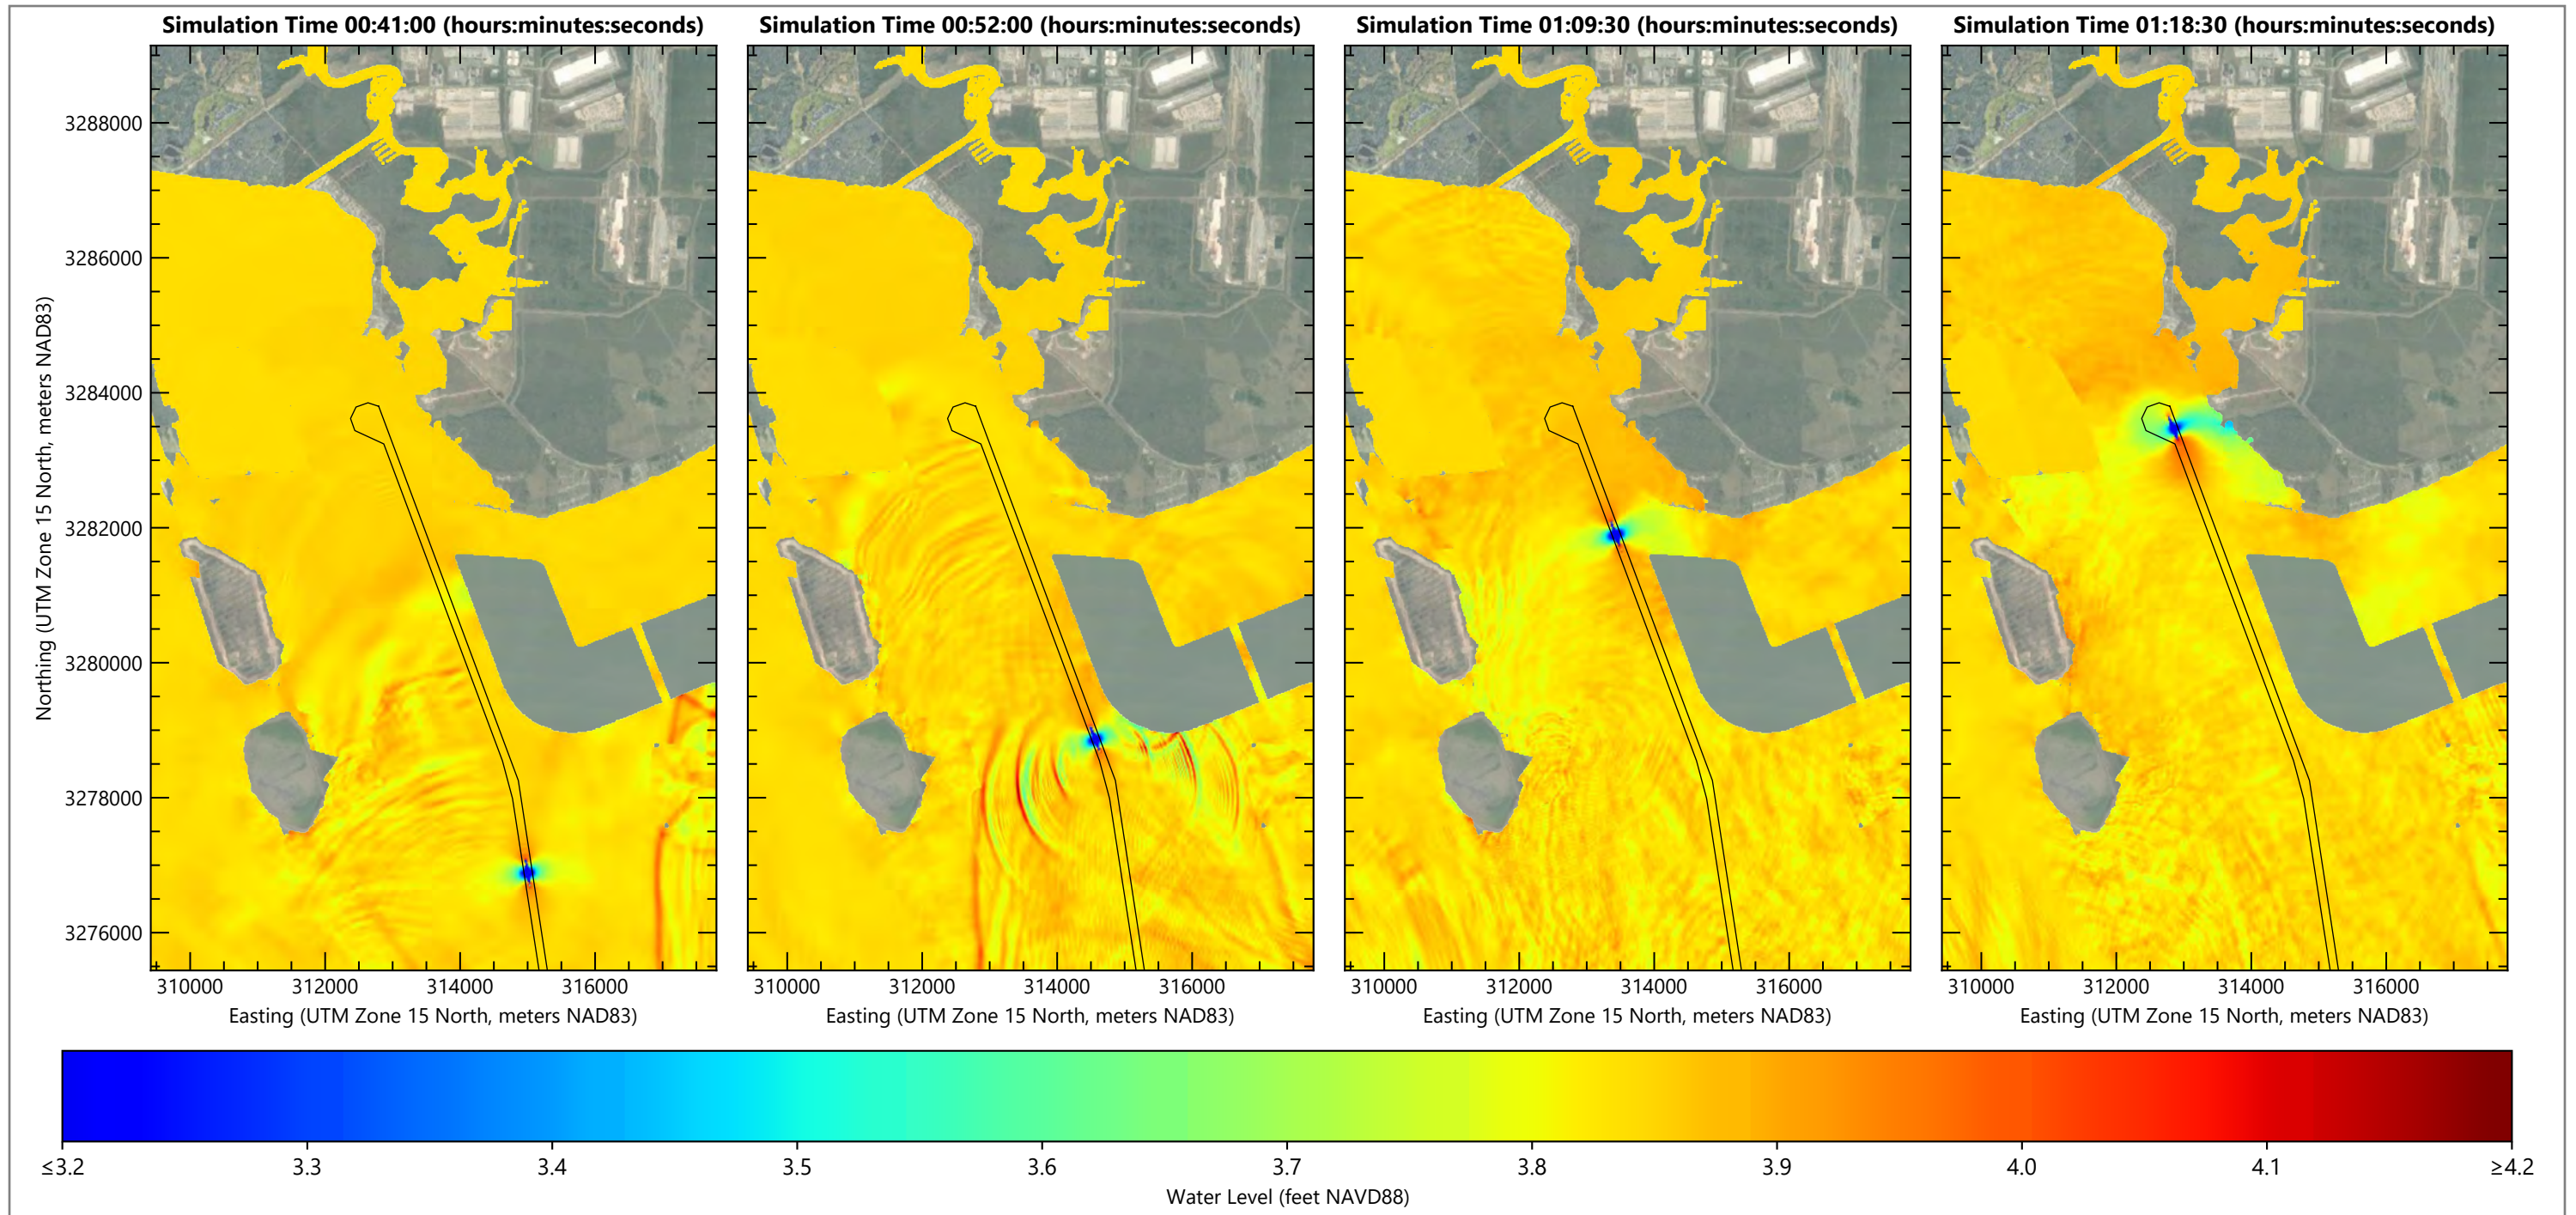 Simulation Time 00:41:00 (hours:minutes:seconds)
Simulation Time 00:52:00 (hours:minutes:seconds)
Simulation Time 01:09:30 (hours:minutes:seconds)
Simulation Time 01:18:30 (hours:minutes:seconds)
Northing (UTM Zone 15 North, meters NAD83)
3288000
3286000
3284000
3282000
3280000
3278000
3276000
310000 312000 314000 316000
310000 312000 314000 316000
310000 312000 314000 316000
310000 312000 314000 316000
Easting (UTM Zone 15 North, meters NAD83)
Easting (UTM Zone 15 North, meters NAD83)
Easting (UTM Zone 15 North, meters NAD83)
Easting (UTM Zone 15 North, meters NAD83)
≤3.2 3.3 3.4 3.5 3.6 3.7 3.8 3.9 4.0 4.1 ≥4.2
Water Level (feet NAVD88)